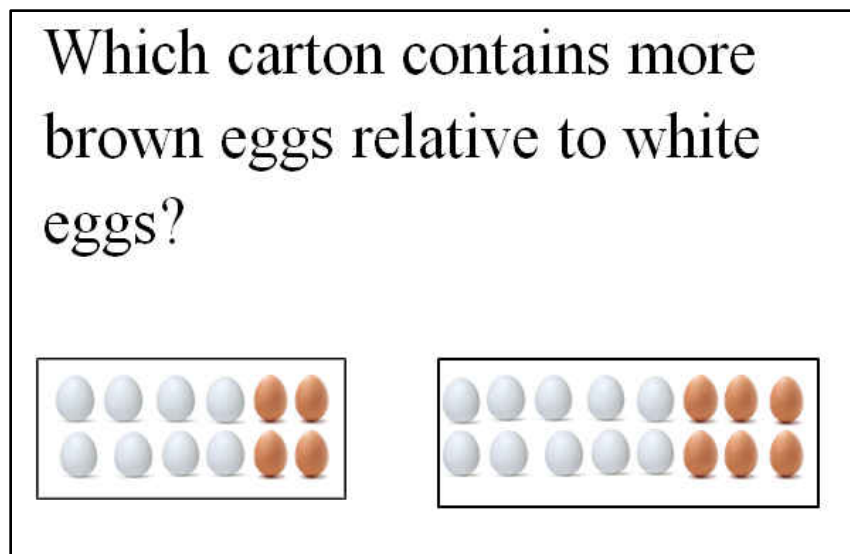 Which carton contains more
brown eggs relative to white
eggs?